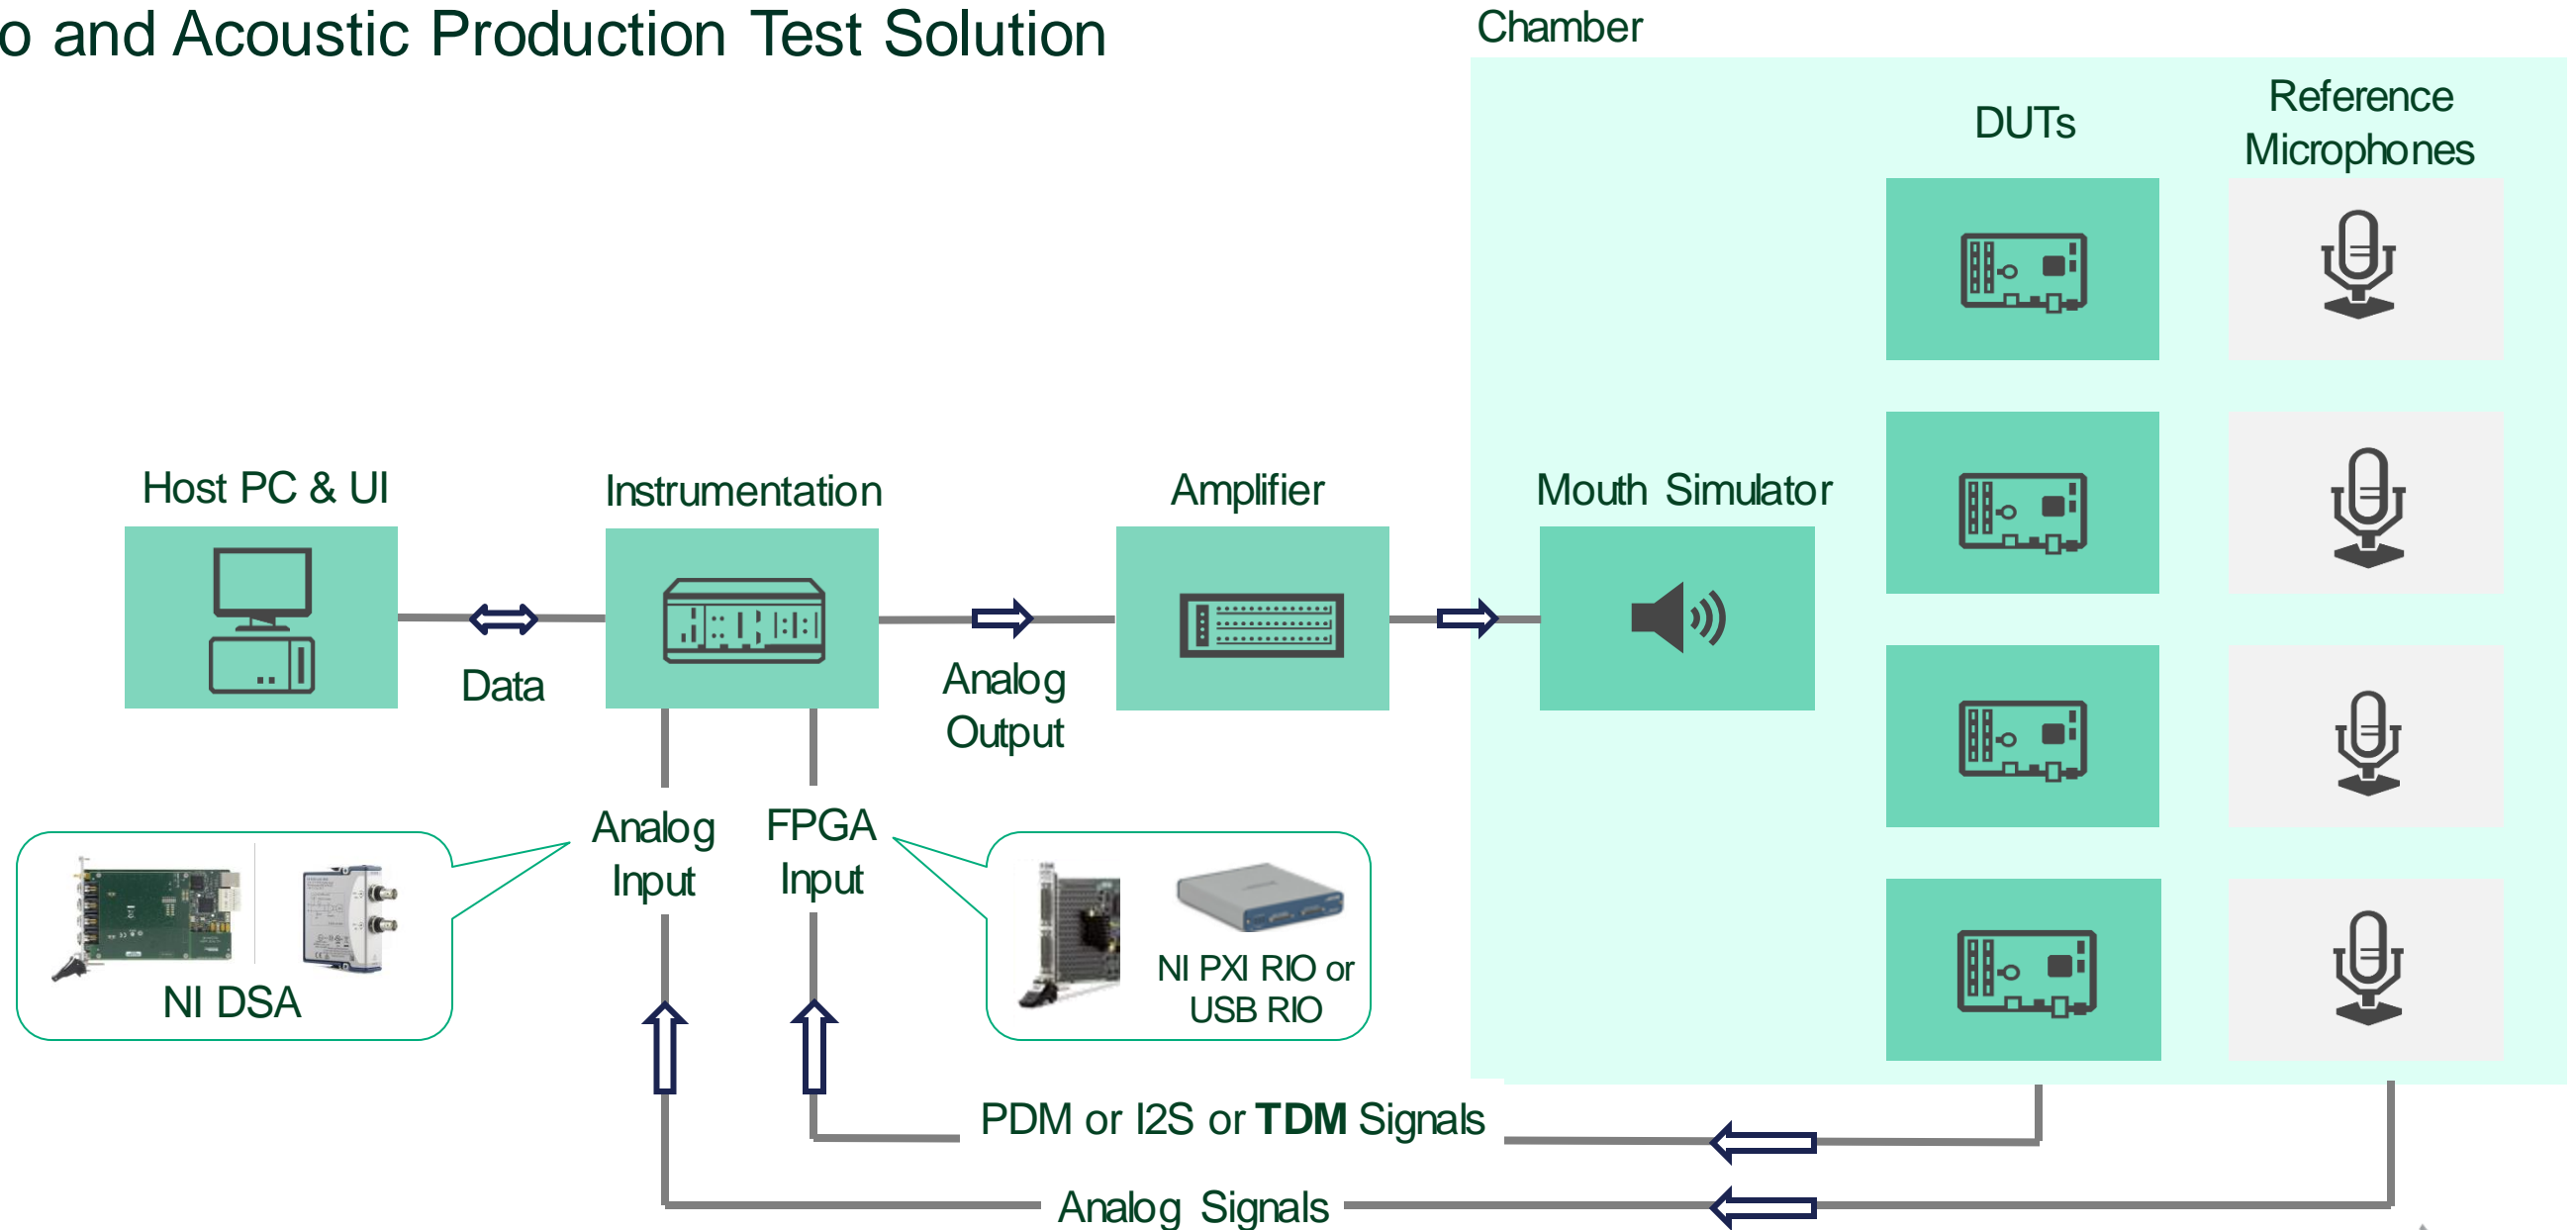 o and Acoustic Production Test Solution
Chamber
DUTs
Reference
Microphones
Host PC & UI
Instrumentation
Amplifier
Mouth Simulator
Data
Analog
Output
Analog
Input
FPGA
Input
NI DSA
NI PXI RIO or
USB RIO
PDM or I2S or TDM Signals
Analog Signals